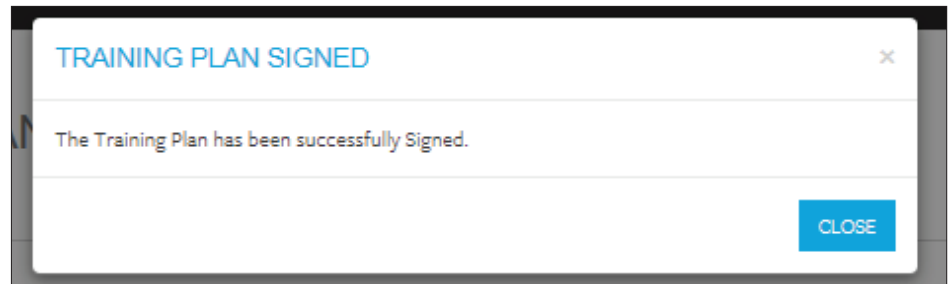 TRAINING PLAN SIGNED ×
The Training Plan has been successfully Signed.
CLOSE